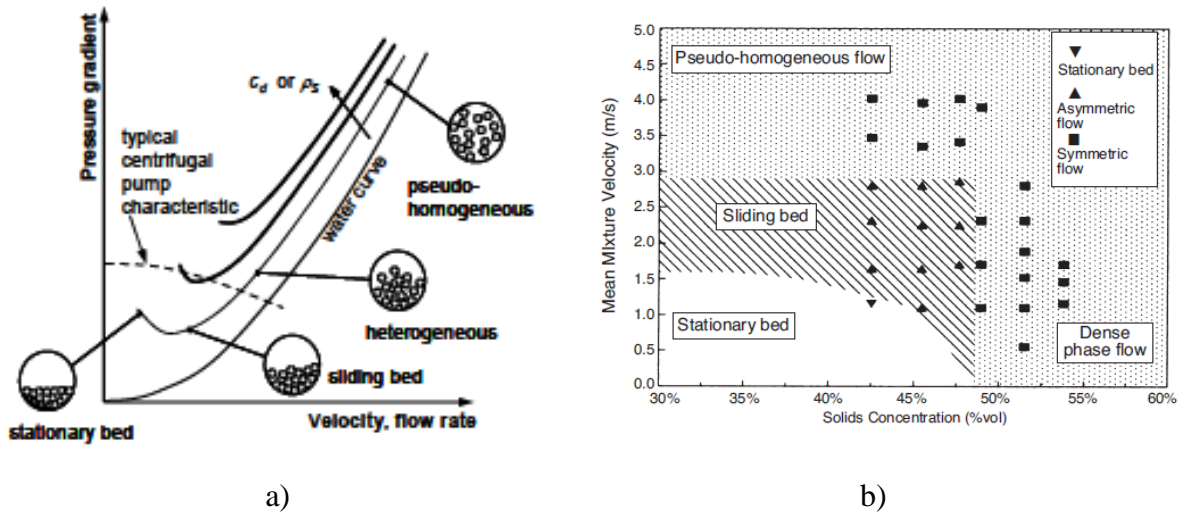 Pressure gradient
c_d or ρ_s
typical
centrifugal
pump
characteristic
water curve
pseudo-
homogeneous
heterogeneous
sliding bed
stationary bed
Velocity, flow rate
a)
Mean MIxture Velocity (m/s)
5.0
4.5
4.0
3.5
3.0
2.5
2.0
1.5
1.0
0.5
0.0
Pseudo-homogeneous flow
Sliding bed
Stationary bed
Dense
phase flow
Stationary bed
Asymmetric
flow
Symmetric
flow
30%
35%
40%
45%
50%
55%
60%
Solids Concentration (%vol)
b)